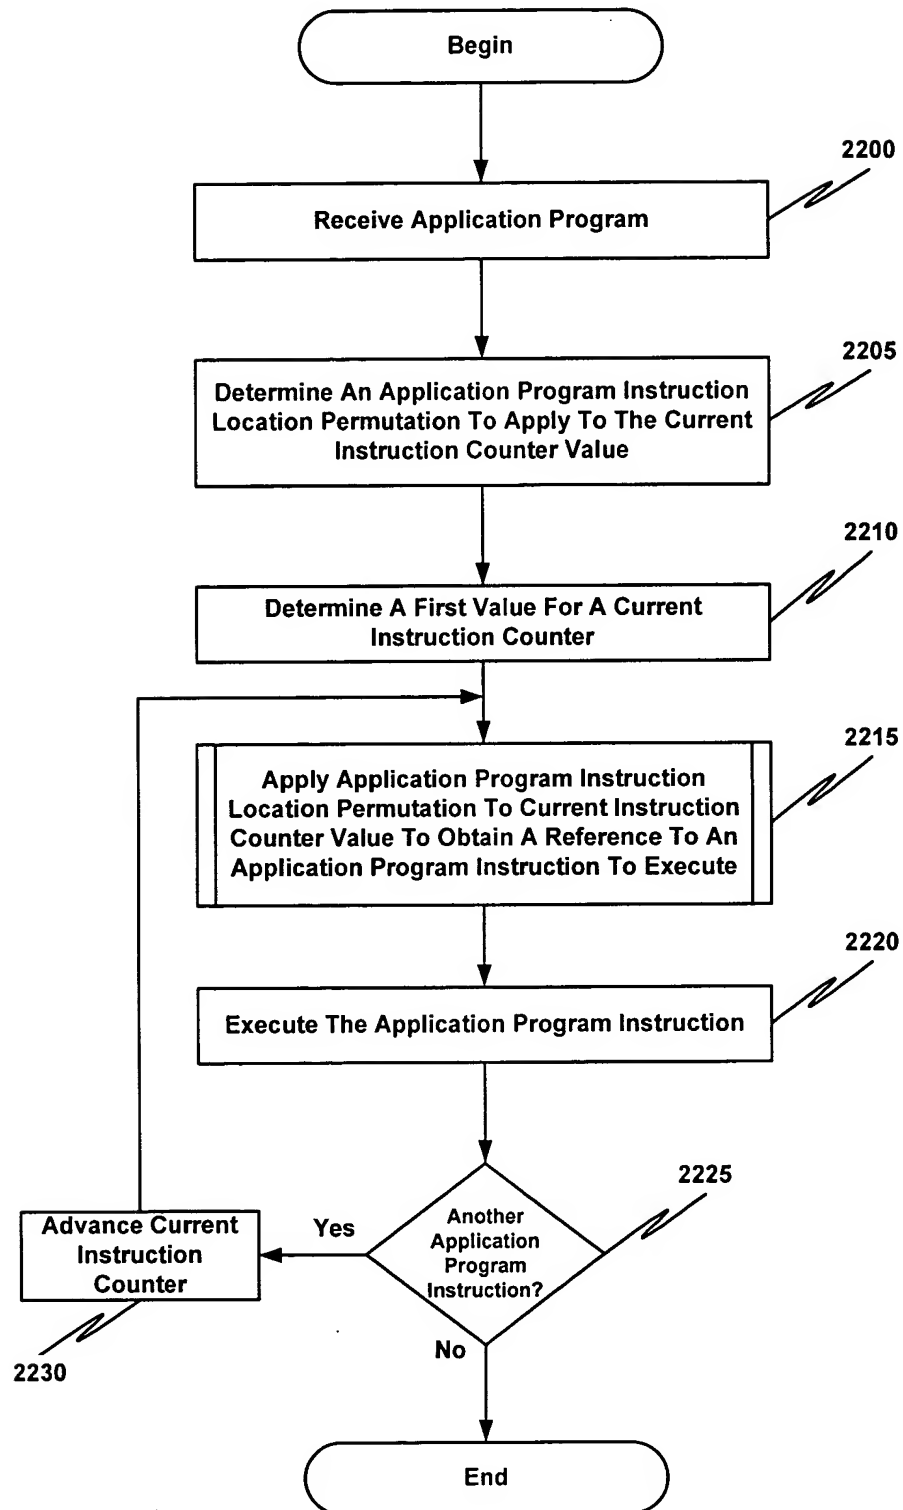 Begin
2200
Receive Application Program
2205
Determine An Application Program Instruction
Location Permutation To Apply To The Current
Instruction Counter Value
2210
Determine A First Value For A Current
Instruction Counter
2215
Apply Application Program Instruction
Location Permutation To Current Instruction
Counter Value To Obtain A Reference To An
Application Program Instruction To Execute
2220
Execute The Application Program Instruction
2225
Another
Application
Program
Instruction?
Yes
Advance Current
Instruction
Counter
2230
No
End